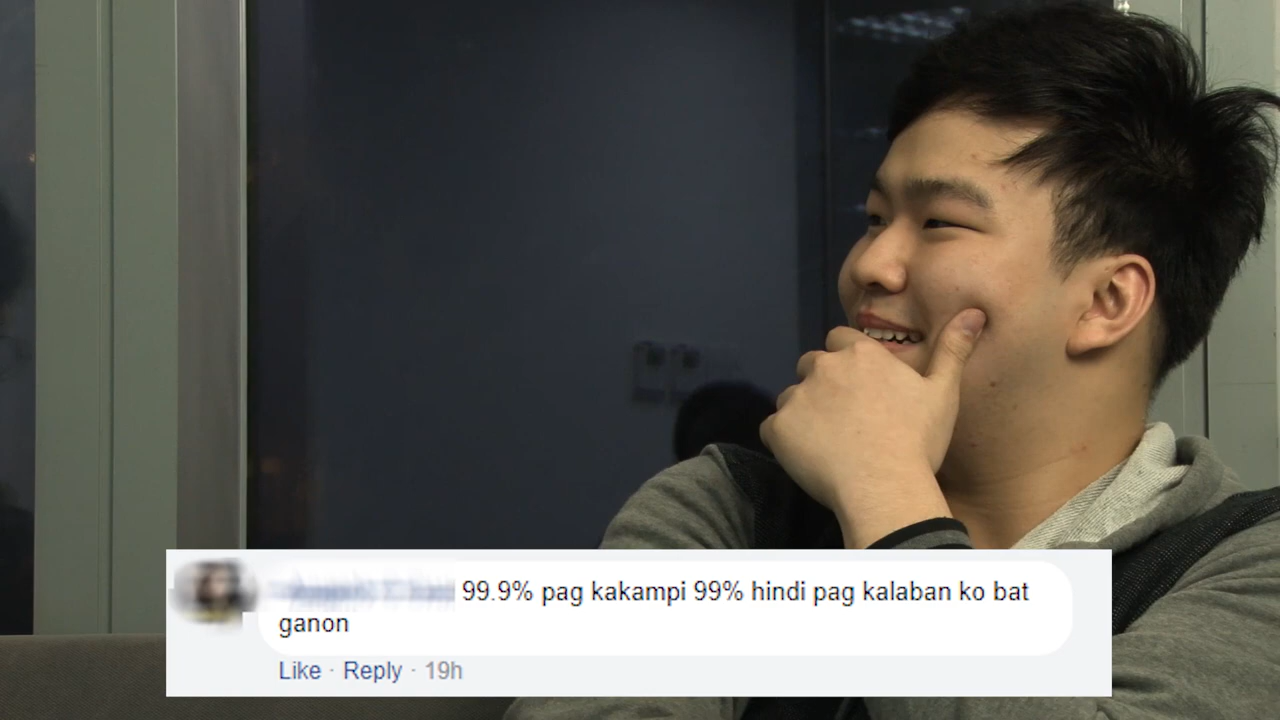 99.9% pag kakampi 99% hindi pag kalaban ko bat
ganon
Like · Reply · 19h